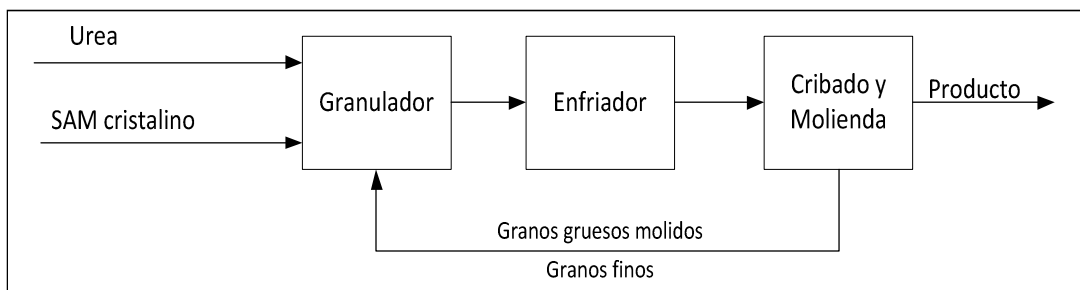 Urea
SAM cristalino
Granulador
Enfriador
Cribado y
Molienda
Producto
Granos gruesos molidos
Granos finos